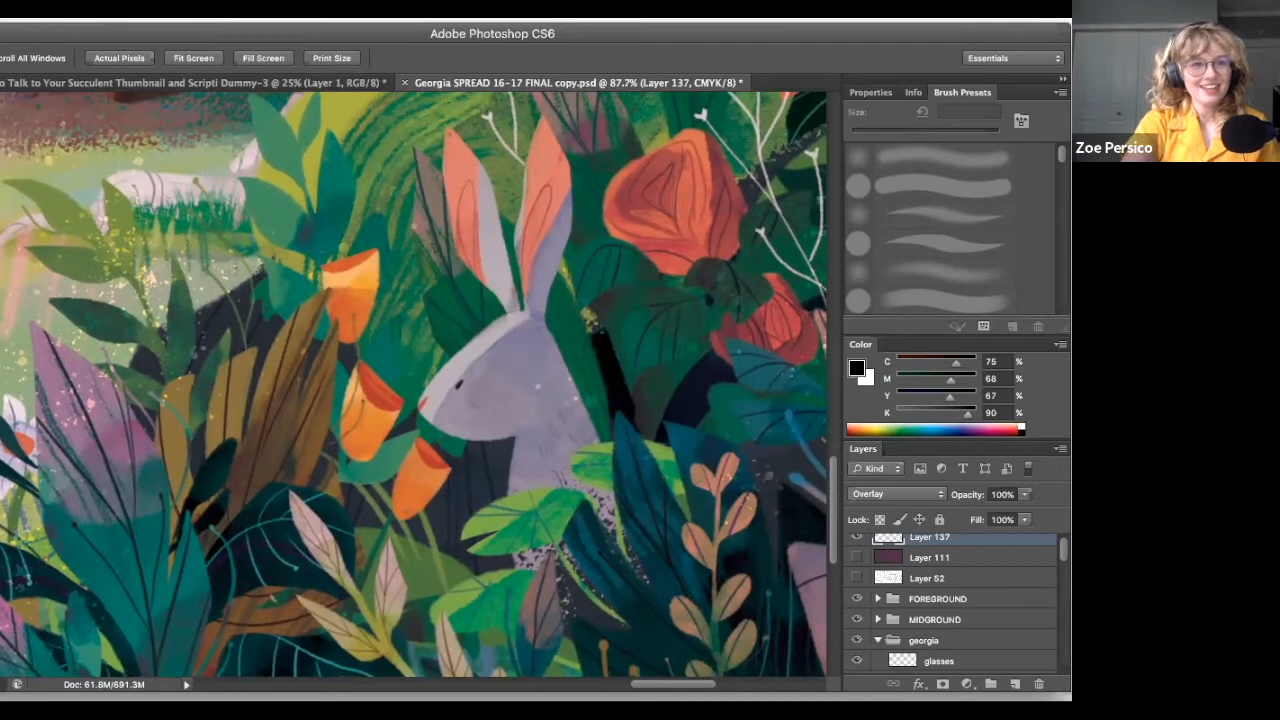 Adobe Photoshop CS6
croll All Windows Actual Pixels Fit Screen Fill Screen Print Size Essentials
o Talk to Your Succulent Thumbnail and Scripti Dummy-3 @ 25% (Layer 1, RGB/8) * × Georgia SPREAD 16-17 FINAL copy.psd @ 87.7% (Layer 137, CMYK/8) *
Properties Info Brush Presets
Size:
Zoe Persico
Color
C 75 %
M 68 %
Y 67 %
K 90 %
Layers
Kind
Overlay Opacity: 100%
Lock: Fill: 100%
Layer 137
Layer 111
Layer 52
FOREGROUND
MIDGROUND
georgia
glasses
fx
Doc: 61.8M/691.3M